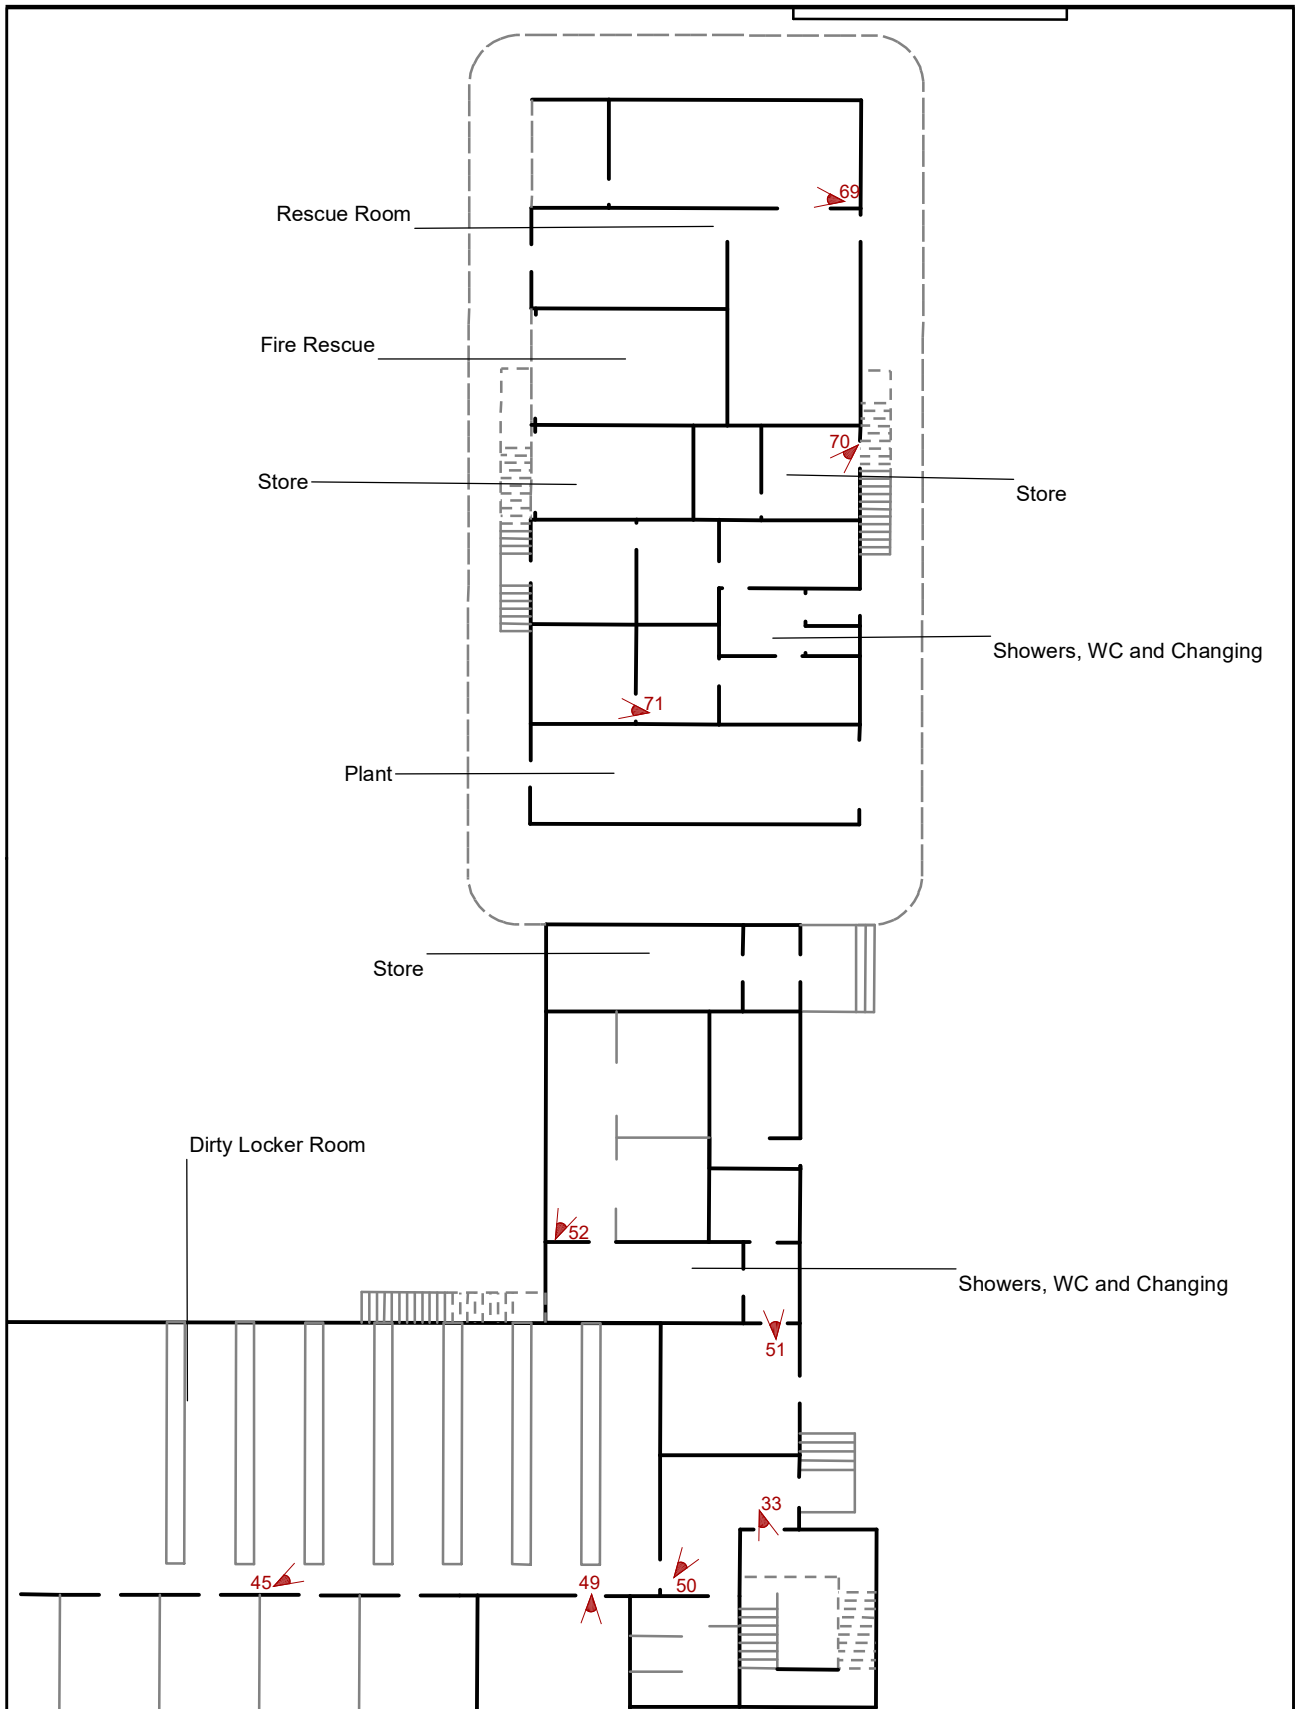 69
Rescue Room
Fire Rescue
70
Store
Store
Showers, WC and Changing
71
Plant
Store
Dirty Locker Room
52
Showers, WC and Changing
51
33
45
49
50